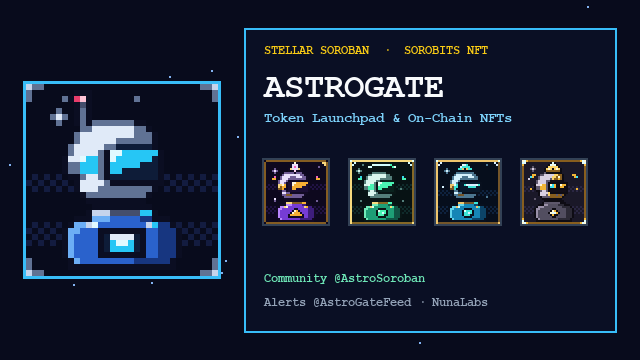 STELLAR SOROBAN · SOROBITS NFT
ASTROGATE
Token Launchpad & On-Chain NFTs
Community @AstroSoroban
Alerts @AstroGateFeed · NunaLabs